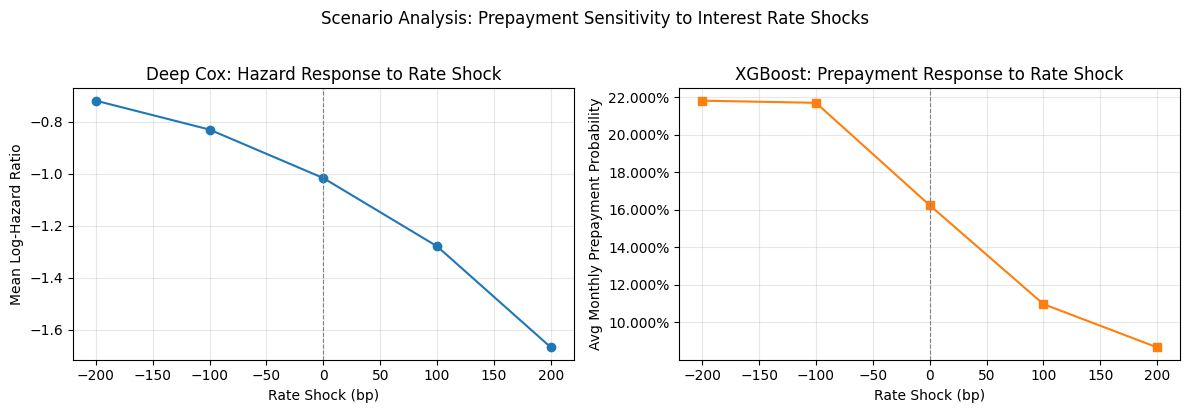 Scenario Analysis: Prepayment Sensitivity to Interest Rate Shocks
Deep Cox: Hazard Response to Rate Shock
Mean Log-Hazard Ratio
−0.8
−1.0
−1.2
−1.4
−1.6
−200 −150 −100 −50 0 50 100 150 200
Rate Shock (bp)
XGBoost: Prepayment Response to Rate Shock
Avg Monthly Prepayment Probability
22.000%
20.000%
18.000%
16.000%
14.000%
12.000%
10.000%
−200 −150 −100 −50 0 50 100 150 200
Rate Shock (bp)